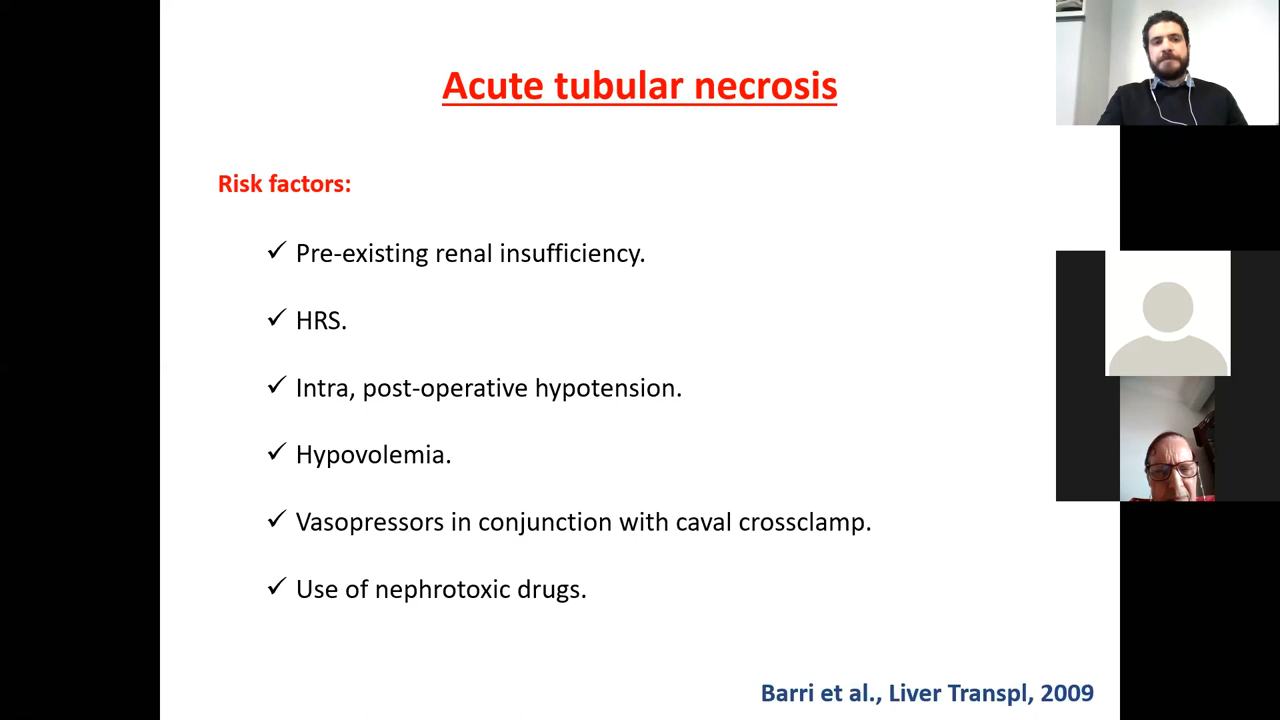 Acute tubular necrosis
Risk factors:
✓ Pre-existing renal insufficiency.
✓ HRS.
✓ Intra, post-operative hypotension.
✓ Hypovolemia.
✓ Vasopressors in conjunction with caval crossclamp.
✓ Use of nephrotoxic drugs.
Barri et al., Liver Transpl, 2009